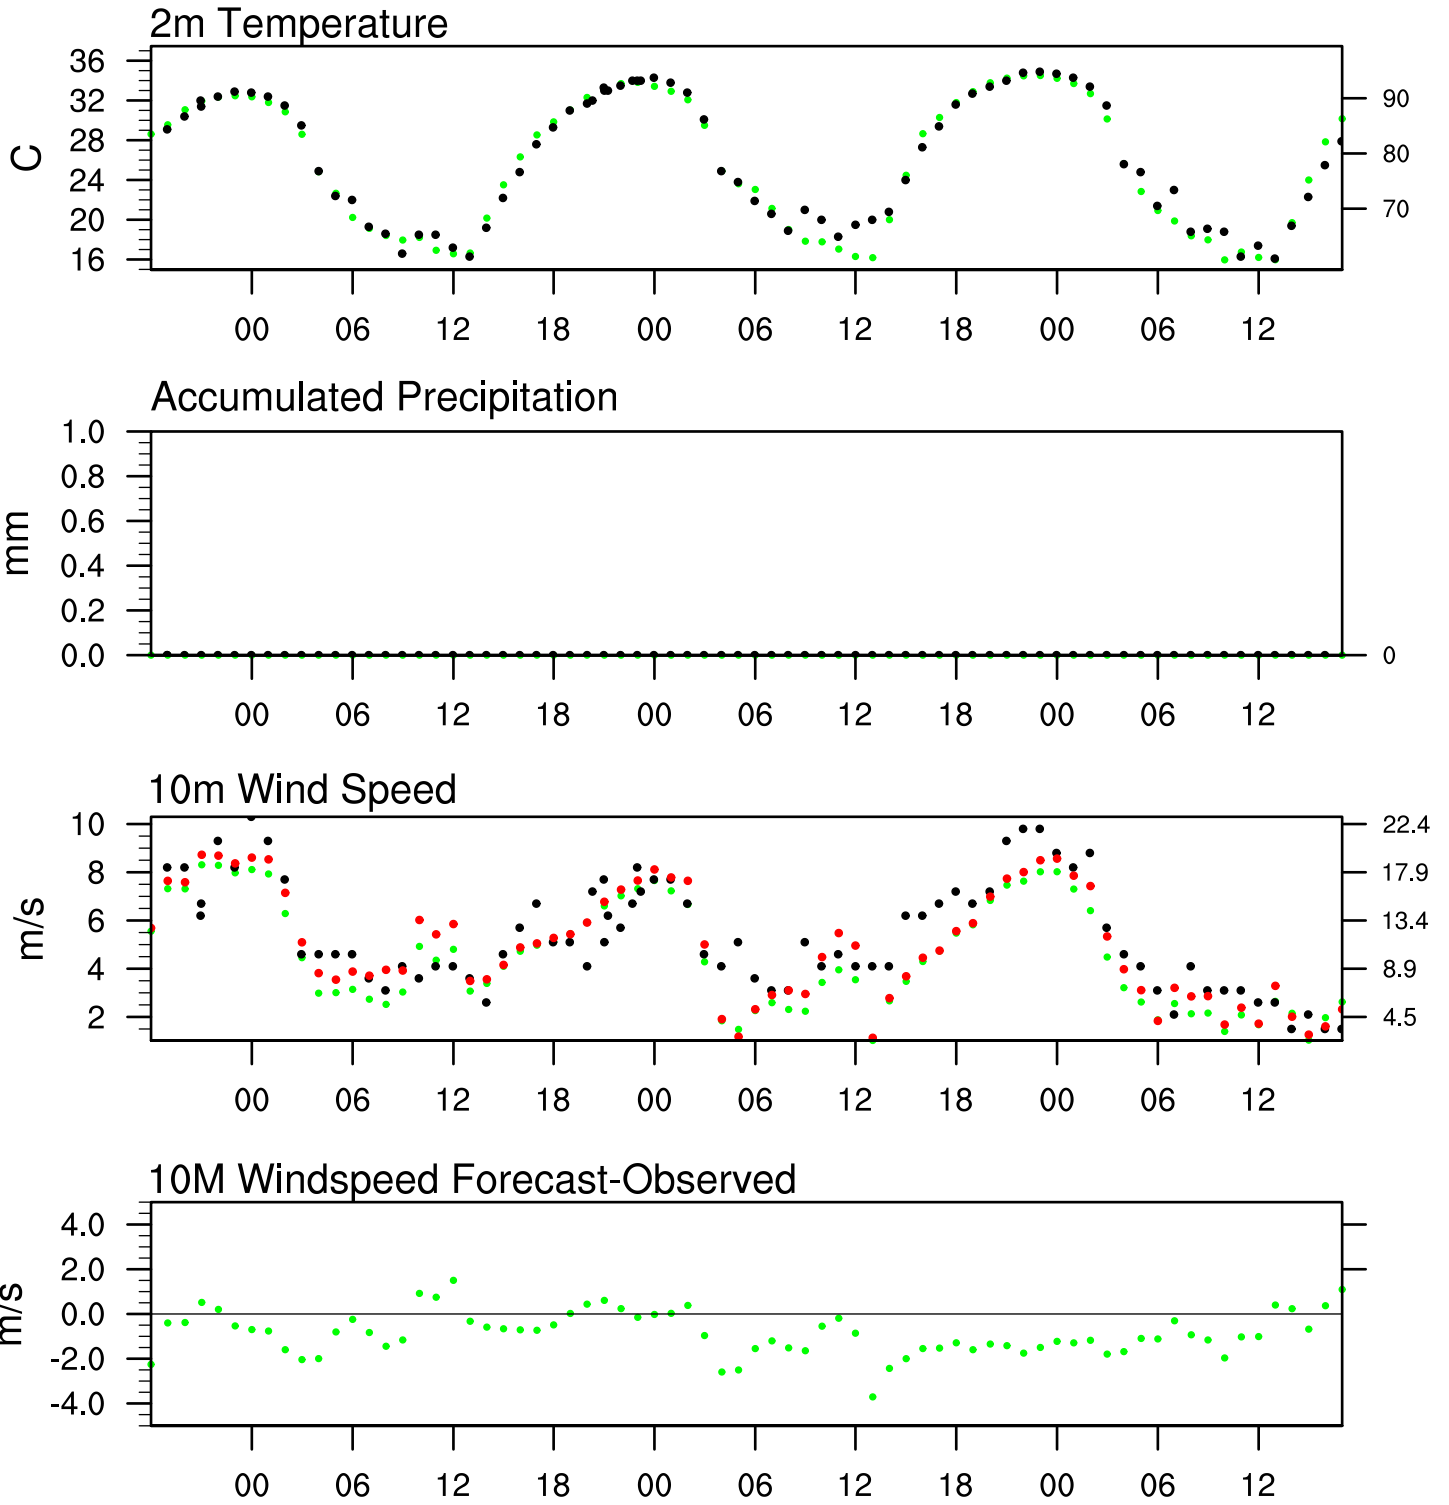 2m Temperature
36
32
28
24
20
16
C
90
80
70
00 06 12 18 00 06 12 18 00 06 12
Accumulated Precipitation
1.0
0.8
0.6
0.4
0.2
0.0
mm
0
00 06 12 18 00 06 12 18 00 06 12
10m Wind Speed
10
8
6
4
2
m/s
22.4
17.9
13.4
8.9
4.5
00 06 12 18 00 06 12 18 00 06 12
10M Windspeed Forecast-Observed
4.0
2.0
0.0
-2.0
-4.0
m/s
00 06 12 18 00 06 12 18 00 06 12